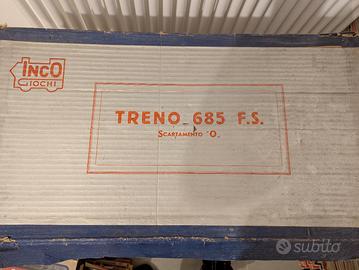 INCO
GIOCHI
TRENO 685 F.S.
SCARTAMENTO "O"
subito